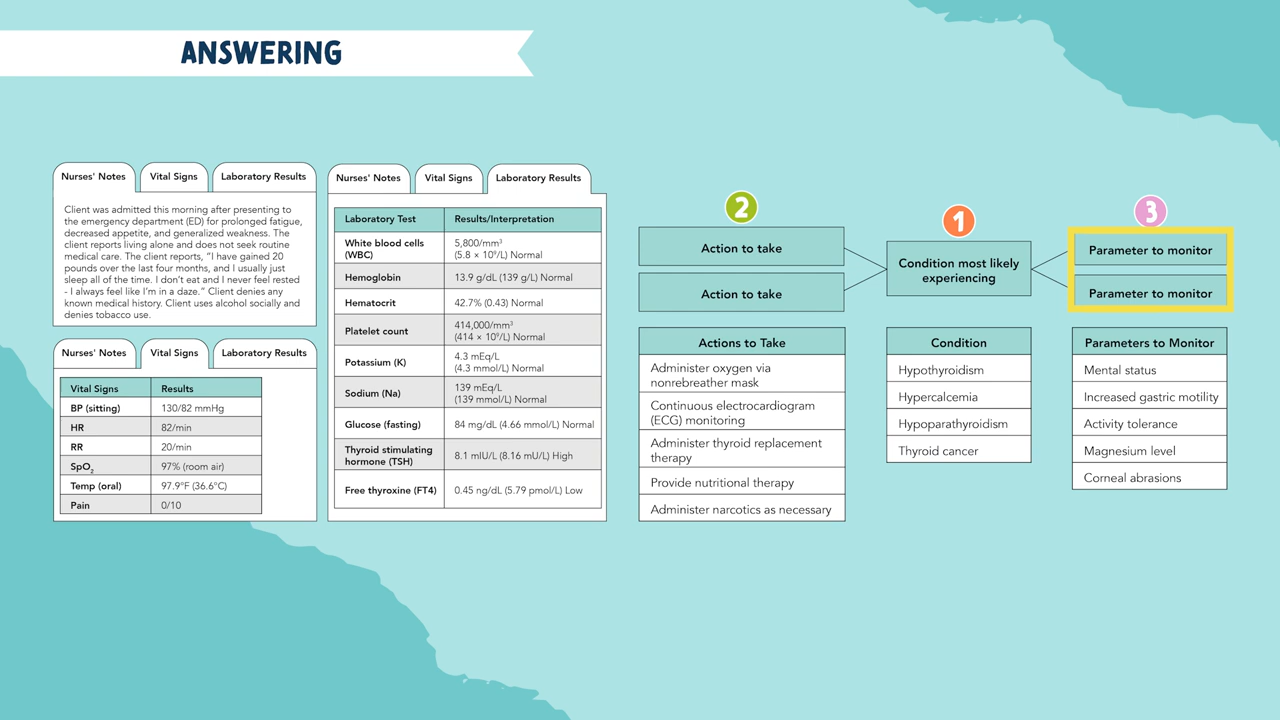 ANSWERING
Nurses' Notes
Vital Signs
Laboratory Results
Client was admitted this morning after presenting to
the emergency department (ED) for prolonged fatigue,
decreased appetite, and generalized weakness. The
client reports living alone and does not seek routine
medical care. The client reports, "I have gained 20
pounds over the last four months, and I usually just
sleep all of the time. I don't eat and I never feel rested
- I always feel like I'm in a daze." Client denies any
known medical history. Client uses alcohol socially and
denies tobacco use.
Nurses' Notes
Vital Signs
Laboratory Results
Vital Signs Results
BP (sitting) 130/82 mmHg
HR 82/min
RR 20/min
SpO2 97% (room air)
Temp (oral) 97.9°F (36.6°C)
Pain 0/10
Nurses' Notes
Vital Signs
Laboratory Results
Laboratory Test Results/Interpretation
White blood cells 5,800/mm³
(WBC) (5.8 × 10⁹/L) Normal
Hemoglobin 13.9 g/dL (139 g/L) Normal
Hematocrit 42.7% (0.43) Normal
Platelet count 414,000/mm³
(414 × 10⁹/L) Normal
Potassium (K) 4.3 mEq/L
(4.3 mmol/L) Normal
Sodium (Na) 139 mEq/L
(139 mmol/L) Normal
Glucose (fasting) 84 mg/dL (4.66 mmol/L) Normal
Thyroid stimulating
hormone (TSH) 8.1 mIU/L (8.16 mU/L) High
Free thyroxine (FT4) 0.45 ng/dL (5.79 pmol/L) Low
2
Action to take
Action to take
1
Condition most likely
experiencing
3
Parameter to monitor
Parameter to monitor
Actions to Take
Administer oxygen via
nonrebreather mask
Continuous electrocardiogram
(ECG) monitoring
Administer thyroid replacement
therapy
Provide nutritional therapy
Administer narcotics as necessary
Condition
Hypothyroidism
Hypercalcemia
Hypoparathyroidism
Thyroid cancer
Parameters to Monitor
Mental status
Increased gastric motility
Activity tolerance
Magnesium level
Corneal abrasions